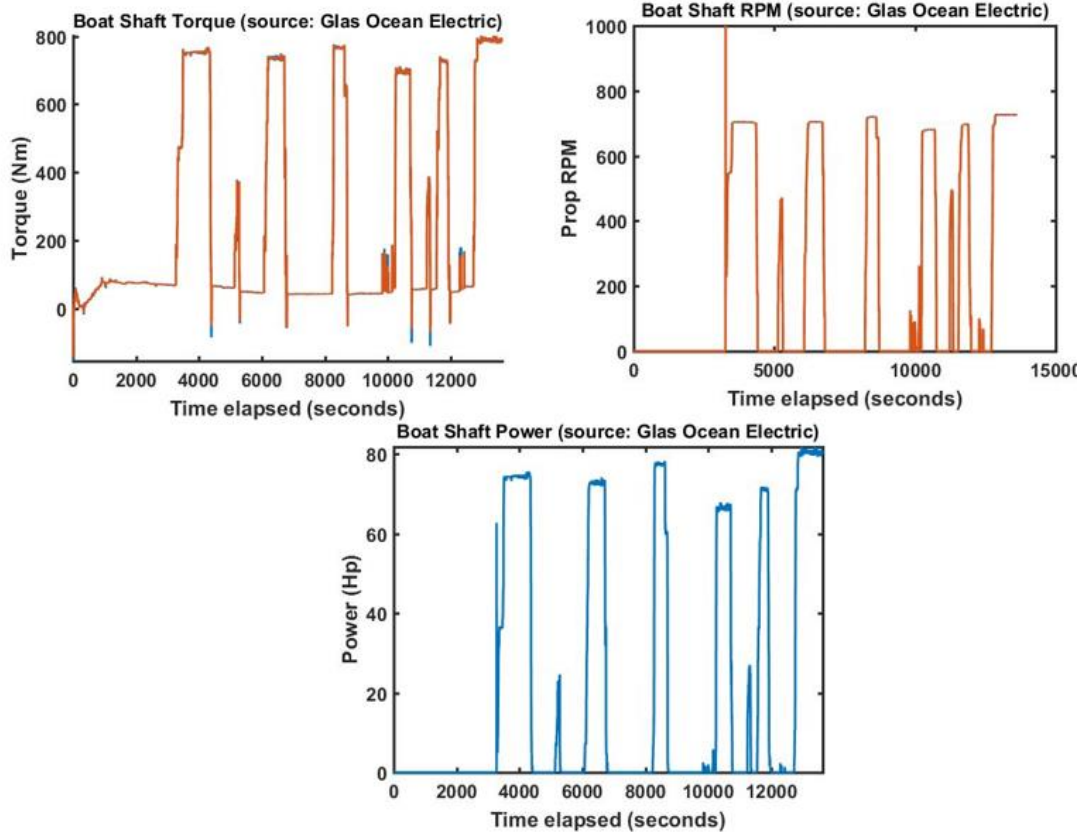 Boat Shaft Torque (source: Glas Ocean Electric)
800
600
400
200
0
Torque (Nm)
0 2000 4000 6000 8000 10000 12000
Time elapsed (seconds)
Boat Shaft RPM (source: Glas Ocean Electric)
1000
800
600
400
200
0
Prop RPM
0 5000 10000 15000
Time elapsed (seconds)
Boat Shaft Power (source: Glas Ocean Electric)
80
60
40
20
0
Power (Hp)
0 2000 4000 6000 8000 10000 12000
Time elapsed (seconds)